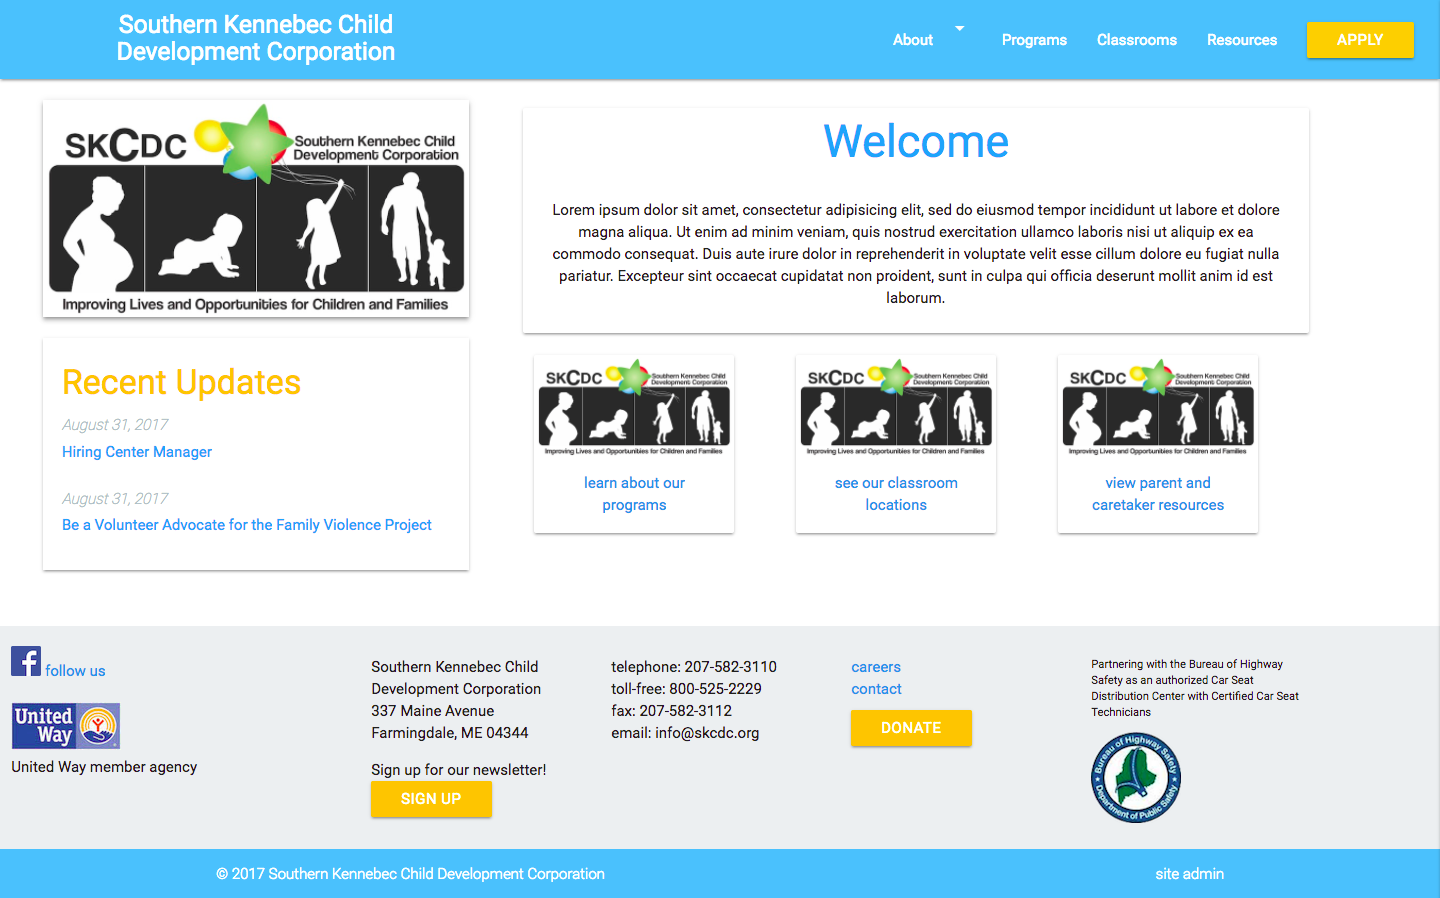 Southern Kennebec Child
Development Corporation
About
Programs
Classrooms
Resources
APPLY
SKCDC
Southern Kennebec Child
Development Corporation
Improving Lives and Opportunities for Children and Families
Recent Updates
August 31, 2017
Hiring Center Manager
August 31, 2017
Be a Volunteer Advocate for the Family Violence Project
Welcome
Lorem ipsum dolor sit amet, consectetur adipisicing elit, sed do eiusmod tempor incididunt ut labore et dolore
magna aliqua. Ut enim ad minim veniam, quis nostrud exercitation ullamco laboris nisi ut aliquip ex ea
commodo consequat. Duis aute irure dolor in reprehenderit in voluptate velit esse cillum dolore eu fugiat nulla
pariatur. Excepteur sint occaecat cupidatat non proident, sunt in culpa qui officia deserunt mollit anim id est
laborum.
SKCDC
Southern Kennebec Child
Development Corporation
Improving Lives and Opportunities for Children and Families
learn about our
programs
SKCDC
Southern Kennebec Child
Development Corporation
Improving Lives and Opportunities for Children and Families
see our classroom
locations
SKCDC
Southern Kennebec Child
Development Corporation
Improving Lives and Opportunities for Children and Families
view parent and
caretaker resources
follow us
United
Way
United Way member agency
Southern Kennebec Child
Development Corporation
337 Maine Avenue
Farmingdale, ME 04344
Sign up for our newsletter!
SIGN UP
telephone: 207-582-3110
toll-free: 800-525-2229
fax: 207-582-3112
email: info@skcdc.org
careers
contact
DONATE
Partnering with the Bureau of Highway
Safety as an authorized Car Seat
Distribution Center with Certified Car Seat
Technicians
Bureau of Highway Safety
Department of Public Safety
© 2017 Southern Kennebec Child Development Corporation
site admin